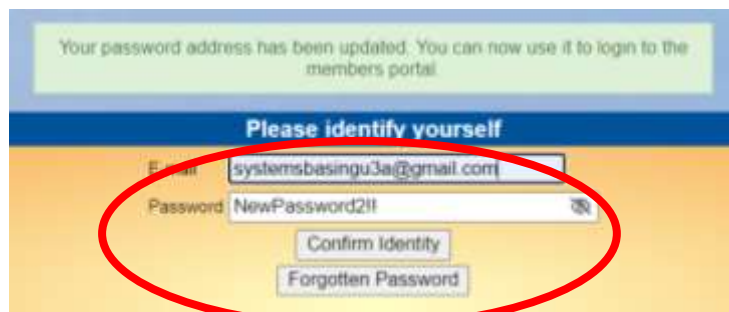 Your password address has been updated. You can now use it to login to the
members portal
Please identify yourself
E-mail systemsbasingu3a@gmail.com
Password NewPassword2!!
Confirm Identity
Forgotten Password